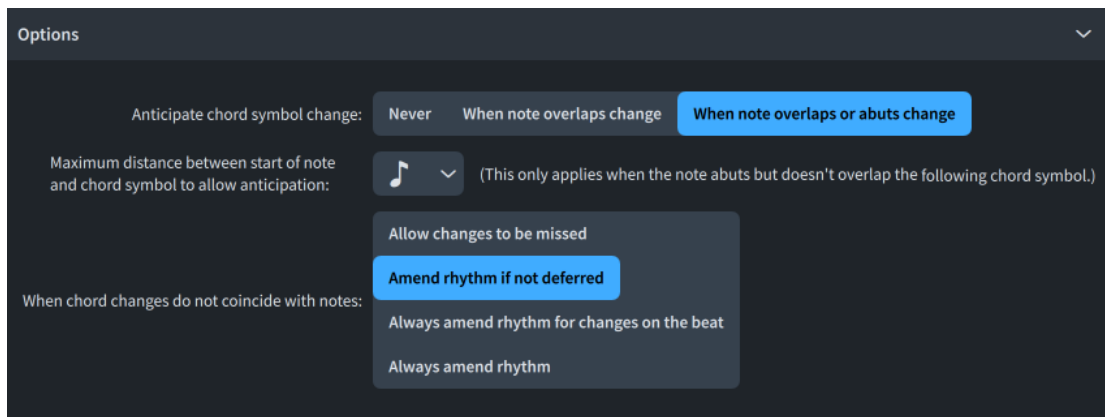 Options
Anticipate chord symbol change:
Never
When note overlaps change
When note overlaps or abuts change
Maximum distance between start of note
and chord symbol to allow anticipation:
(This only applies when the note abuts but doesn't overlap the following chord symbol.)
When chord changes do not coincide with notes:
Allow changes to be missed
Amend rhythm if not deferred
Always amend rhythm for changes on the beat
Always amend rhythm